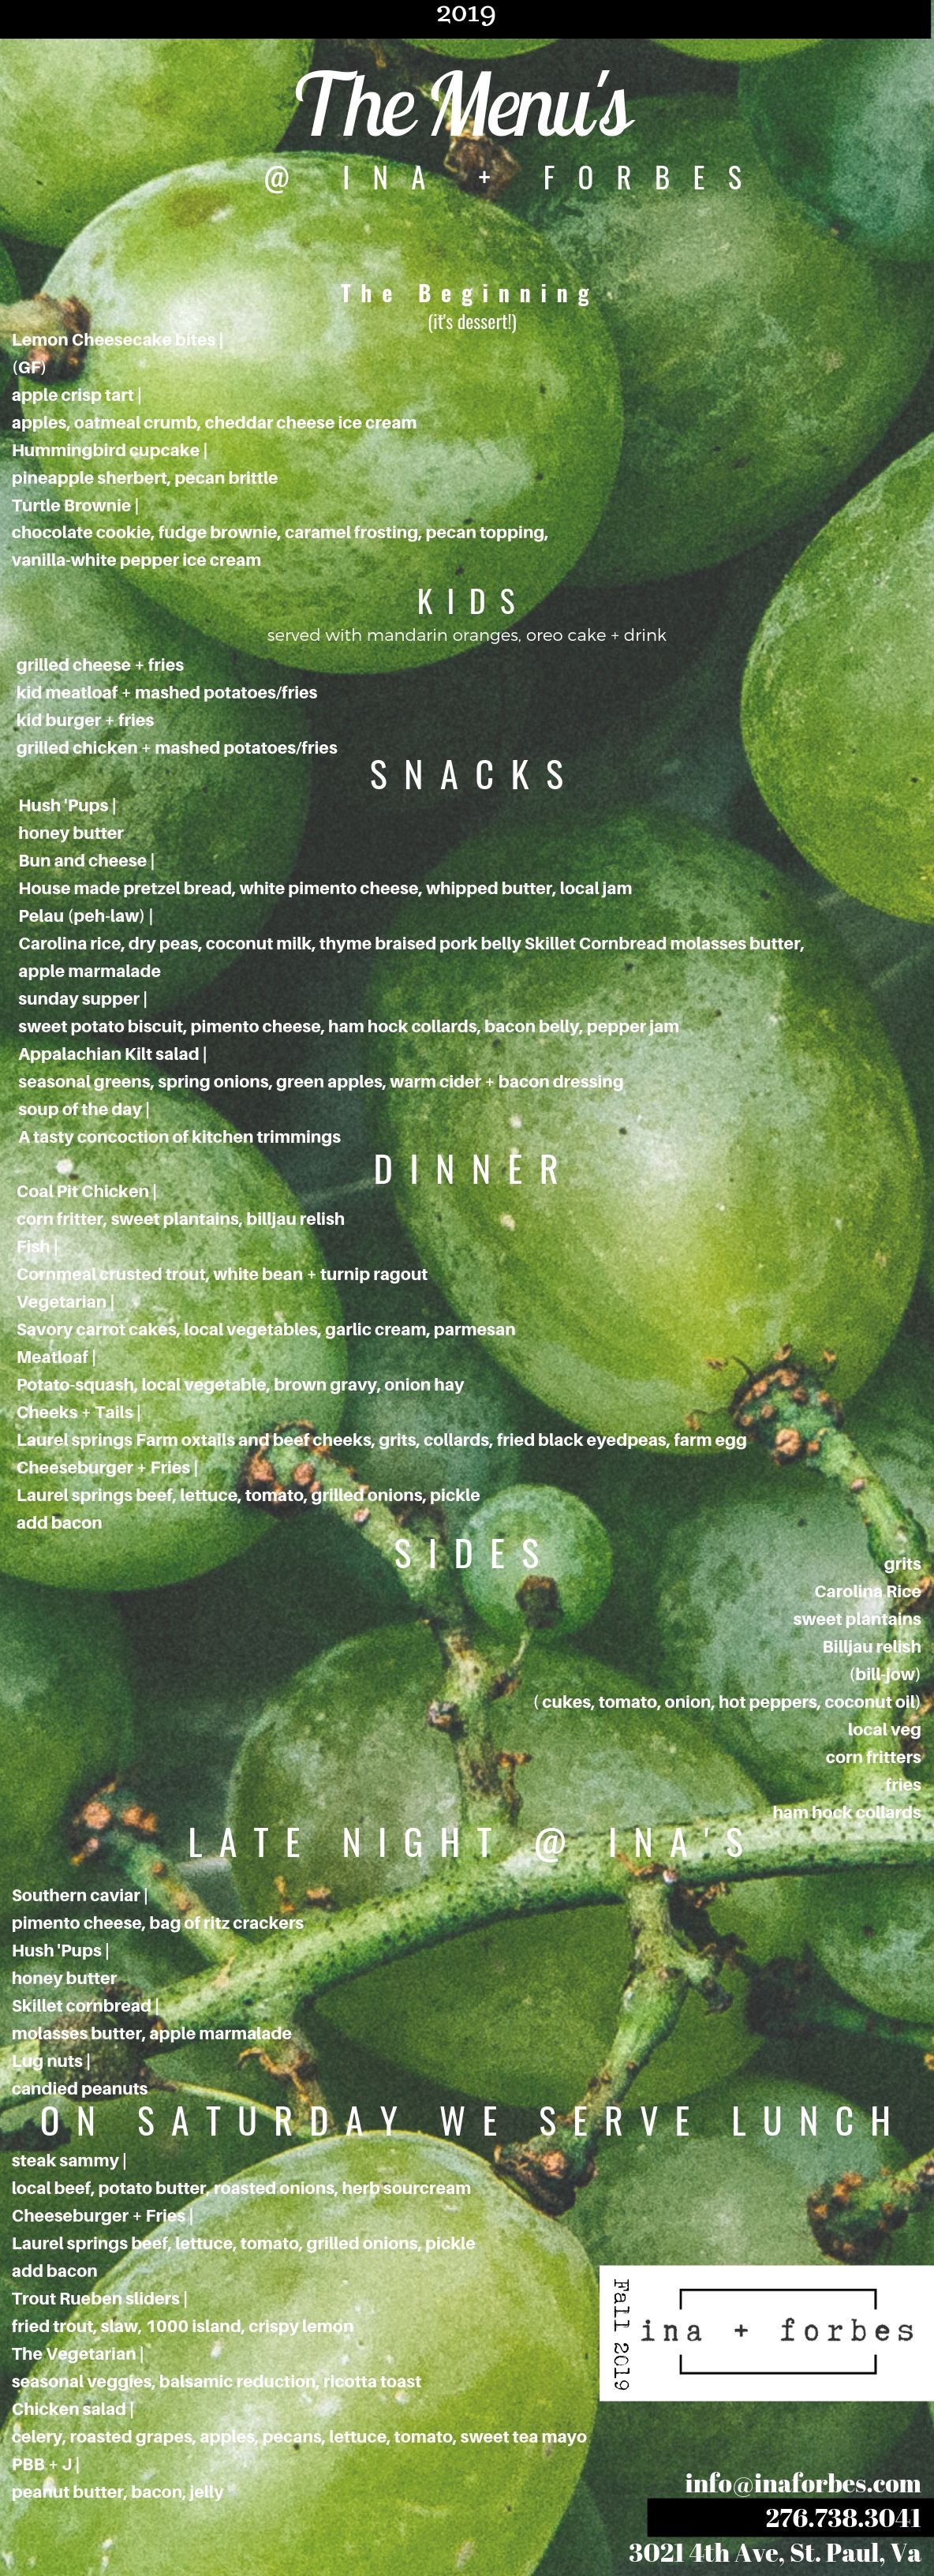 2019
The Menu's
@ INA + FORBES
The Beginning
(it's dessert!)
Lemon Cheesecake bites |
(GF)
apple crisp tart |
apples, oatmeal crumb, cheddar cheese ice cream
Hummingbird cupcake |
pineapple sherbert, pecan brittle
Turtle Brownie |
chocolate cookie, fudge brownie, caramel frosting, pecan topping,
vanilla-white pepper ice cream
KIDS
served with mandarin oranges, oreo cake + drink
grilled cheese + fries
kid meatloaf + mashed potatoes/fries
kid burger + fries
grilled chicken + mashed potatoes/fries
SNACKS
Hush 'Pups |
honey butter
Bun and cheese |
House made pretzel bread, white pimento cheese, whipped butter, local jam
Pelau (peh-law) |
Carolina rice, dry peas, coconut milk, thyme braised pork belly Skillet Cornbread molasses butter,
apple marmalade
sunday supper |
sweet potato biscuit, pimento cheese, ham hock collards, bacon belly, pepper jam
Appalachian Kilt salad |
seasonal greens, spring onions, green apples, warm cider + bacon dressing
soup of the day |
A tasty concoction of kitchen trimmings
DINNER
Coal Pit Chicken |
corn fritter, sweet plantains, billjau relish
Fish |
Cornmeal crusted trout, white bean + turnip ragout
Vegetarian |
Savory carrot cakes, local vegetables, garlic cream, parmesan
Meatloaf |
Potato-squash, local vegetable, brown gravy, onion hay
Cheeks + Tails |
Laurel springs Farm oxtails and beef cheeks, grits, collards, fried black eyedpeas, farm egg
Cheeseburger + Fries |
Laurel springs beef, lettuce, tomato, grilled onions, pickle
add bacon
SIDES
grits
Carolina Rice
sweet plantains
Billjau relish
(bill-jow)
( cukes, tomato, onion, hot peppers, coconut oil)
local veg
corn fritters
fries
ham hock collards
LATE NIGHT @ INA'S
Southern caviar |
pimento cheese, bag of ritz crackers
Hush 'Pups |
honey butter
Skillet cornbread |
molasses butter, apple marmalade
Lug nuts |
candied peanuts
ON SATURDAY WE SERVE LUNCH
steak sammy |
local beef, potato butter, roasted onions, herb sourcream
Cheeseburger + Fries |
Laurel springs beef, lettuce, tomato, grilled onions, pickle
add bacon
Trout Rueben sliders |
fried trout, slaw, 1000 island, crispy lemon
The Vegetarian |
seasonal veggies, balsamic reduction, ricotta toast
Chicken salad |
celery, roasted grapes, apples, pecans, lettuce, tomato, sweet tea mayo
PBB + J |
peanut butter, bacon, jelly
Fall 2019
ina + forbes
info@inaforbes.com
276.738.3041
3021 4th Ave, St. Paul, Va